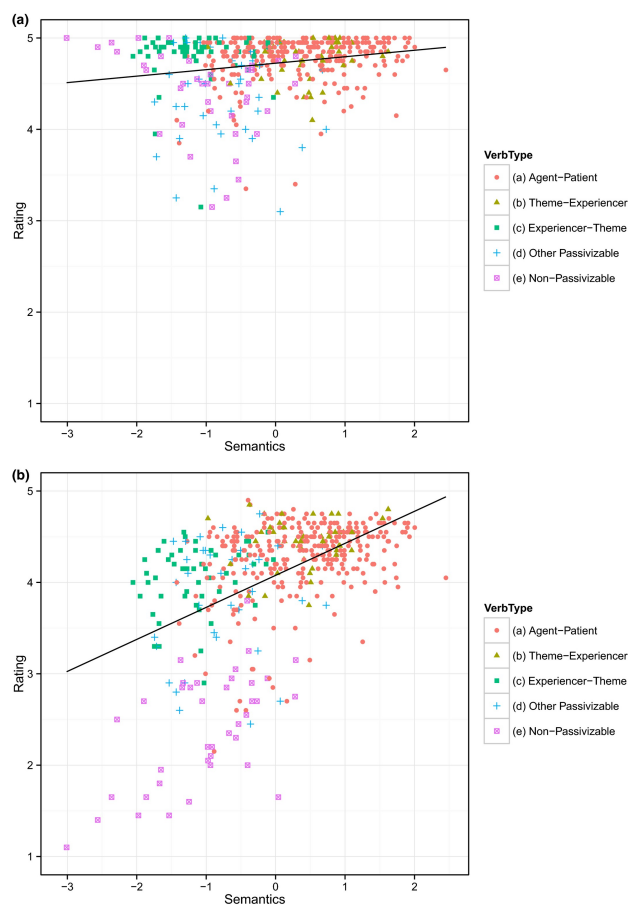 (a)
5
4
3
2
1
Rating
−3 −2 −1 0 1 2
Semantics
VerbType
(a) Agent−Patient
(b) Theme−Experiencer
(c) Experiencer−Theme
(d) Other Passivizable
(e) Non−Passivizable
(b)
5
4
3
2
1
Rating
−3 −2 −1 0 1 2
Semantics
VerbType
(a) Agent−Patient
(b) Theme−Experiencer
(c) Experiencer−Theme
(d) Other Passivizable
(e) Non−Passivizable